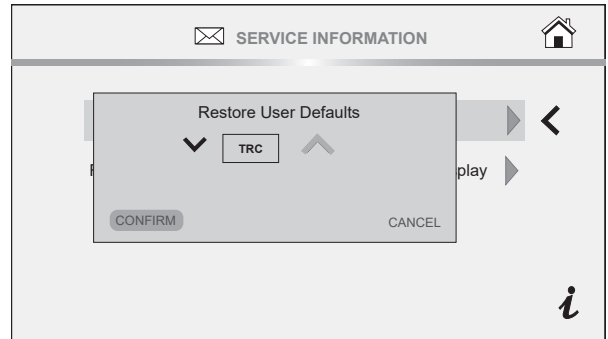 SERVICE INFORMATION
Restore User Defaults
TRC
play
CONFIRM CANCEL
i